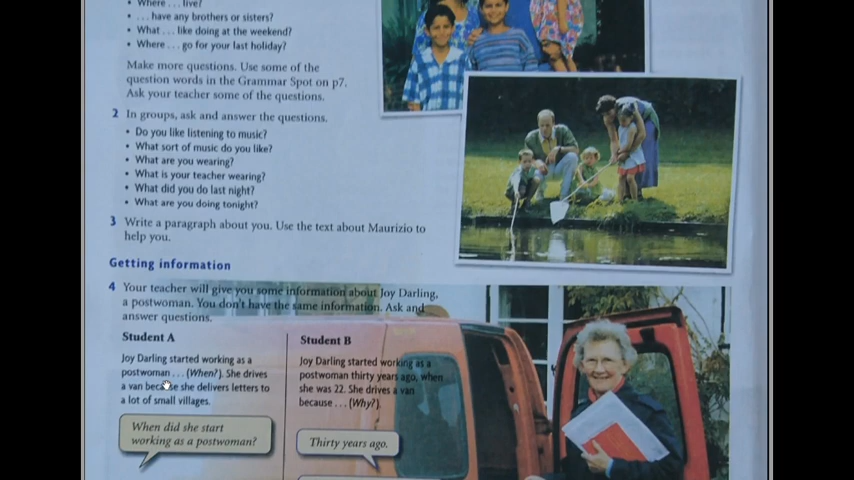 • Where . . . live?
• . . . have any brothers or sisters?
• What . . . like doing at the weekend?
• Where . . . go for your last holiday?
Make more questions. Use some of the
question words in the Grammar Spot on p7.
Ask your teacher some of the questions.
2 In groups, ask and answer the questions.
• Do you like listening to music?
• What sort of music do you like?
• What are you wearing?
• What is your teacher wearing?
• What did you do last night?
• What are you doing tonight?
3 Write a paragraph about you. Use the text about Maurizio to
help you.
Getting information
4 Your teacher will give you some information about Joy Darling,
a postwoman. You don't have the same information. Ask and
answer questions.
Student A
Joy Darling started working as a
postwoman . . . (When?). She drives
a van because she delivers letters to
a lot of small villages.
When did she start
working as a postwoman?
Student B
Joy Darling started working as a
postwoman thirty years ago, when
she was 22. She drives a van
because . . . (Why?).
Thirty years ago.